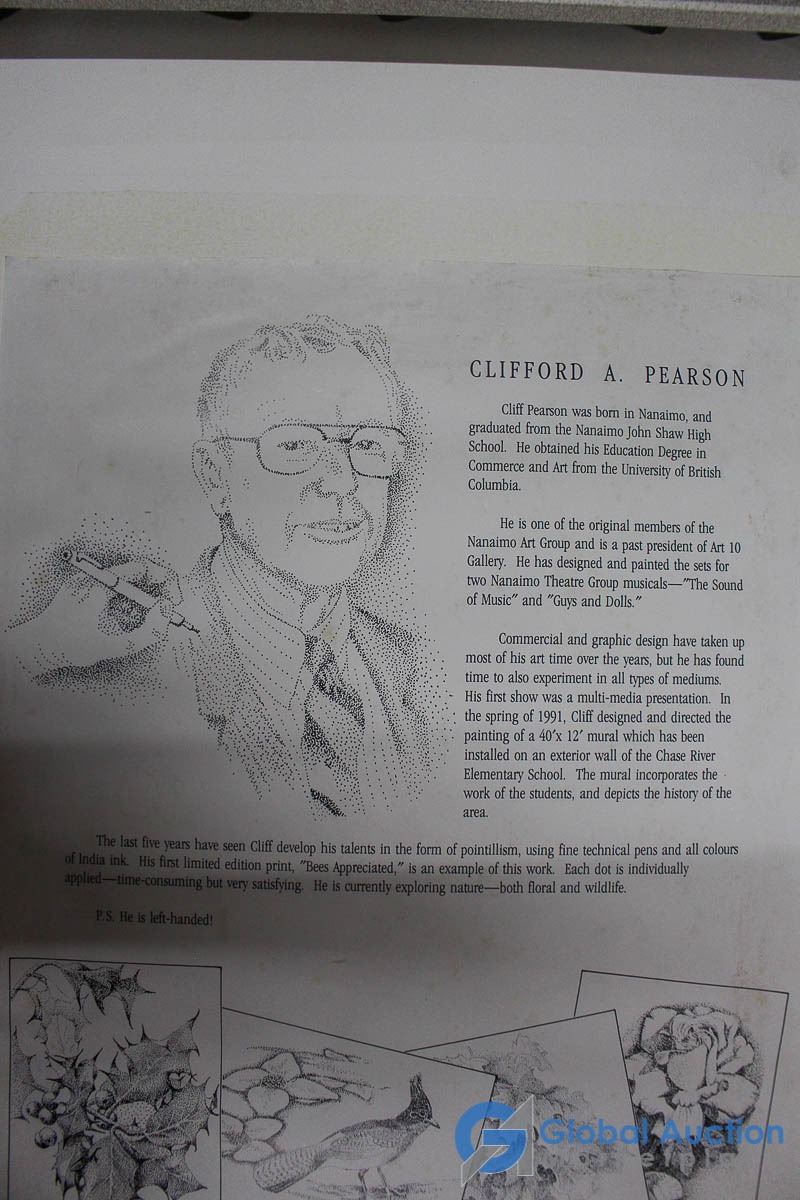 CLIFFORD A. PEARSON
Cliff Pearson was born in Nanaimo, and
graduated from the Nanaimo John Shaw High
School. He obtained his Education Degree in
Commerce and Art from the University of British
Columbia.
He is one of the original members of the
Nanaimo Art Group and is a past president of Art 10
Gallery. He has designed and painted the sets for
two Nanaimo Theatre Group musicals—"The Sound
of Music" and "Guys and Dolls."
Commercial and graphic design have taken up
most of his art time over the years, but he has found
time to also experiment in all types of mediums.
His first show was a multi-media presentation. In
the spring of 1991, Cliff designed and directed the
painting of a 40'x 12' mural which has been
installed on an exterior wall of the Chase River
Elementary School. The mural incorporates the
work of the students, and depicts the history of the
area.
The last five years have seen Cliff develop his talents in the form of pointillism, using fine technical pens and all colours
of India ink. His first limited edition print, "Bees Appreciated," is an example of this work. Each dot is individually
applied—time-consuming but very satisfying. He is currently exploring nature—both floral and wildlife.
P.S. He is left-handed!
Global Auction